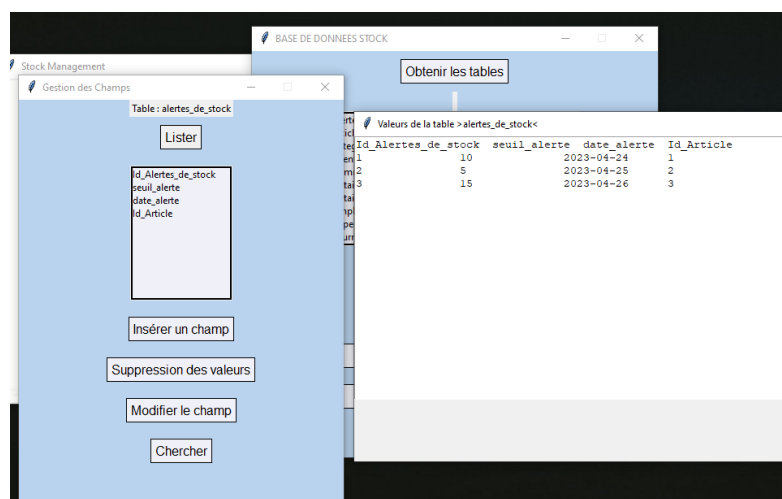 BASE DE DONNEES STOCK
Obtenir les tables
Stock Management
Gestion des Champs
Table : alertes_de_stock
Lister
Id_Alertes_de_stock
seuil_alerte
date_alerte
Id_Article
Insérer un champ
Suppression des valeurs
Modifier le champ
Chercher
Valeurs de la table >alertes_de_stock<
Id_Alertes_de_stock seuil_alerte date_alerte Id_Article
1 10 2023-04-24 1
2 5 2023-04-25 2
3 15 2023-04-26 3